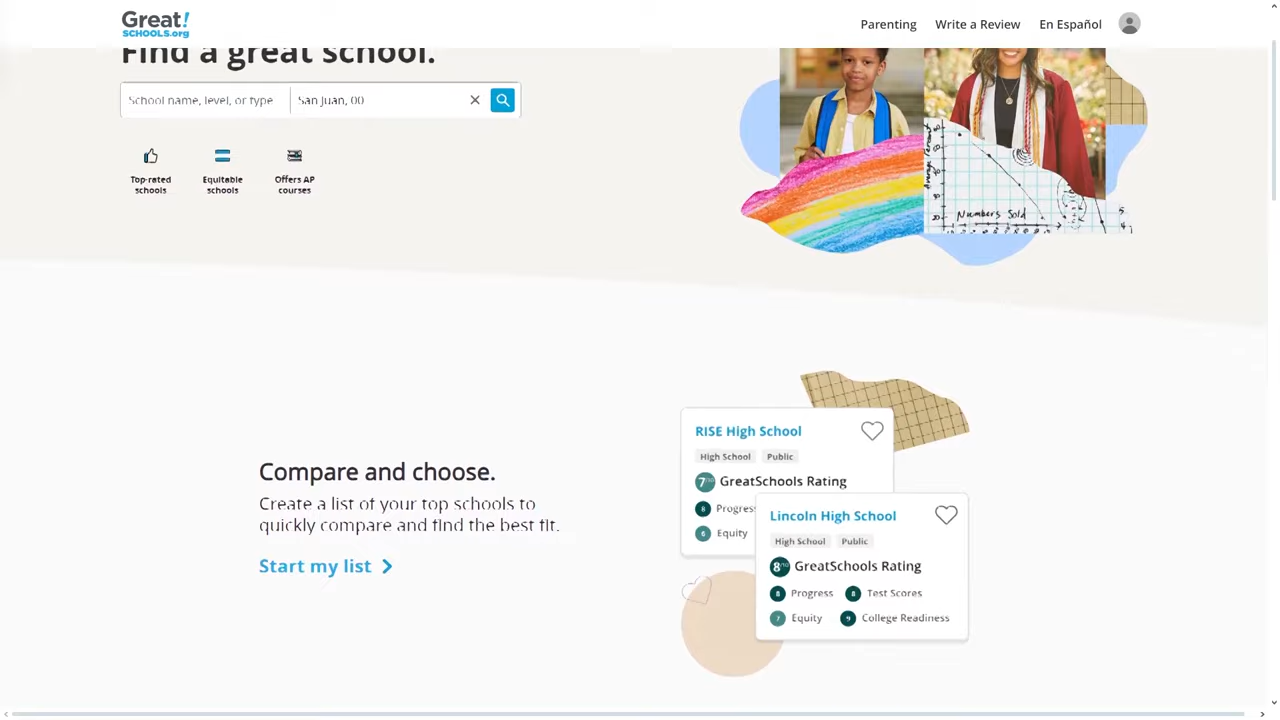 Great!
SCHOOLS.org
Parenting
Write a Review
En Español
Find a great school.
School name, level, or type
San Juan, 00
Top-rated
schools
Equitable
schools
Offers AP
courses
Numbers Sold
Compare and choose.
Create a list of your top schools to
quickly compare and find the best fit.
Start my list
RISE High School
High School
Public
7/10 GreatSchools Rating
8 Progress
6 Equity
Lincoln High School
High School
Public
8/10 GreatSchools Rating
8 Progress
8 Test Scores
7 Equity
9 College Readiness